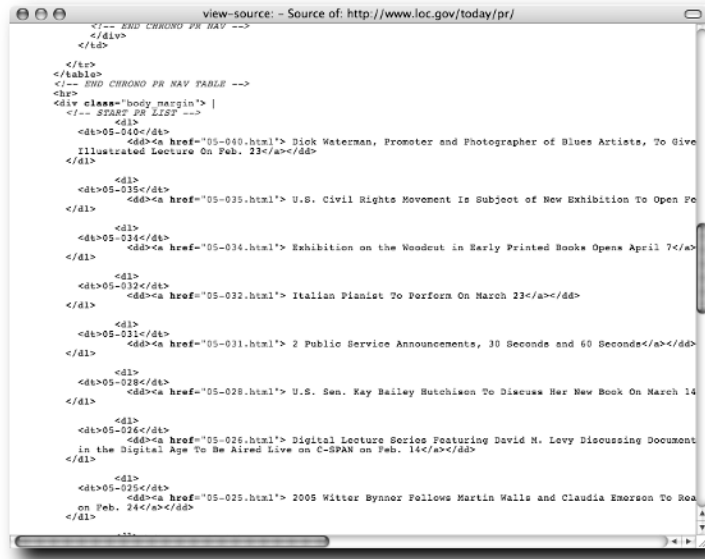 view-source: – Source of: http://www.loc.gov/today/pr/
<!-- END CHRONO PR NAV -->
</div>
</td>
</tr>
</table>
<!-- END CHRONO PR NAV TABLE -->
<hr>
<div class="body_margin"> |
<!-- START PR LIST -->
<dl>
<dt>05-040</dt>
<dd><a href="05-040.html"> Dick Waterman, Promoter and Photographer of Blues Artists, To Give
Illustrated Lecture On Feb. 23</a></dd>
</dl>
<dl>
<dt>05-035</dt>
<dd><a href="05-035.html"> U.S. Civil Rights Movement Is Subject of New Exhibition To Open Fe
</dl>
<dl>
<dt>05-034</dt>
<dd><a href="05-034.html"> Exhibition on the Woodcut in Early Printed Books Opens April 7</a>
</dl>
<dl>
<dt>05-032</dt>
<dd><a href="05-032.html"> Italian Pianist To Perform On March 23</a></dd>
</dl>
<dl>
<dt>05-031</dt>
<dd><a href="05-031.html"> 2 Public Service Announcements, 30 Seconds and 60 Seconds</a></dd>
</dl>
<dl>
<dt>05-028</dt>
<dd><a href="05-028.html"> U.S. Sen. Kay Bailey Hutchison To Discuss Her New Book On March 14
</dl>
<dl>
<dt>05-026</dt>
<dd><a href="05-026.html"> Digital Lecture Series Featuring David M. Levy Discussing Document
in the Digital Age To Be Aired Live on C-SPAN on Feb. 14</a></dd>
</dl>
<dl>
<dt>05-025</dt>
<dd><a href="05-025.html"> 2005 Witter Bynner Fellows Martin Walls and Claudia Emerson To Rea
on Feb. 24</a></dd>
</dl>